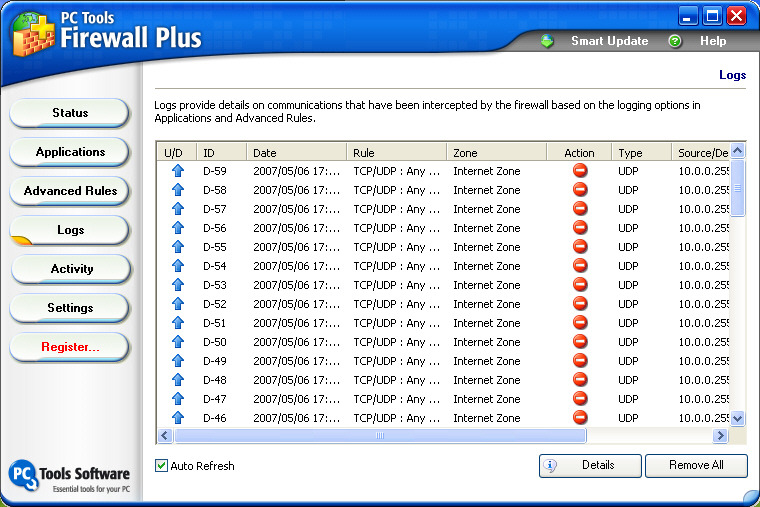 PC Tools
Firewall Plus
Smart Update Help
Logs
Logs provide details on communications that have been intercepted by the firewall based on the logging options in
Applications and Advanced Rules.
Status
Applications
Advanced Rules
Logs
Activity
Settings
Register...
U/D ID Date Rule Zone Action Type Source/De
D-59 2007/05/06 17:... TCP/UDP : Any ... Internet Zone UDP 10.0.0.255
D-58 2007/05/06 17:... TCP/UDP : Any ... Internet Zone UDP 10.0.0.255
D-57 2007/05/06 17:... TCP/UDP : Any ... Internet Zone UDP 10.0.0.255
D-56 2007/05/06 17:... TCP/UDP : Any ... Internet Zone UDP 10.0.0.255
D-55 2007/05/06 17:... TCP/UDP : Any ... Internet Zone UDP 10.0.0.255
D-54 2007/05/06 17:... TCP/UDP : Any ... Internet Zone UDP 10.0.0.255
D-53 2007/05/06 17:... TCP/UDP : Any ... Internet Zone UDP 10.0.0.255
D-52 2007/05/06 17:... TCP/UDP : Any ... Internet Zone UDP 10.0.0.255
D-51 2007/05/06 17:... TCP/UDP : Any ... Internet Zone UDP 10.0.0.255
D-50 2007/05/06 17:... TCP/UDP : Any ... Internet Zone UDP 10.0.0.255
D-49 2007/05/06 17:... TCP/UDP : Any ... Internet Zone UDP 10.0.0.255
D-48 2007/05/06 17:... TCP/UDP : Any ... Internet Zone UDP 10.0.0.255
D-47 2007/05/06 17:... TCP/UDP : Any ... Internet Zone UDP 10.0.0.255
D-46 2007/05/06 17:... TCP/UDP : Any ... Internet Zone UDP 10.0.0.255
Auto Refresh
Details
Remove All
PC Tools Software
Essential tools for your PC